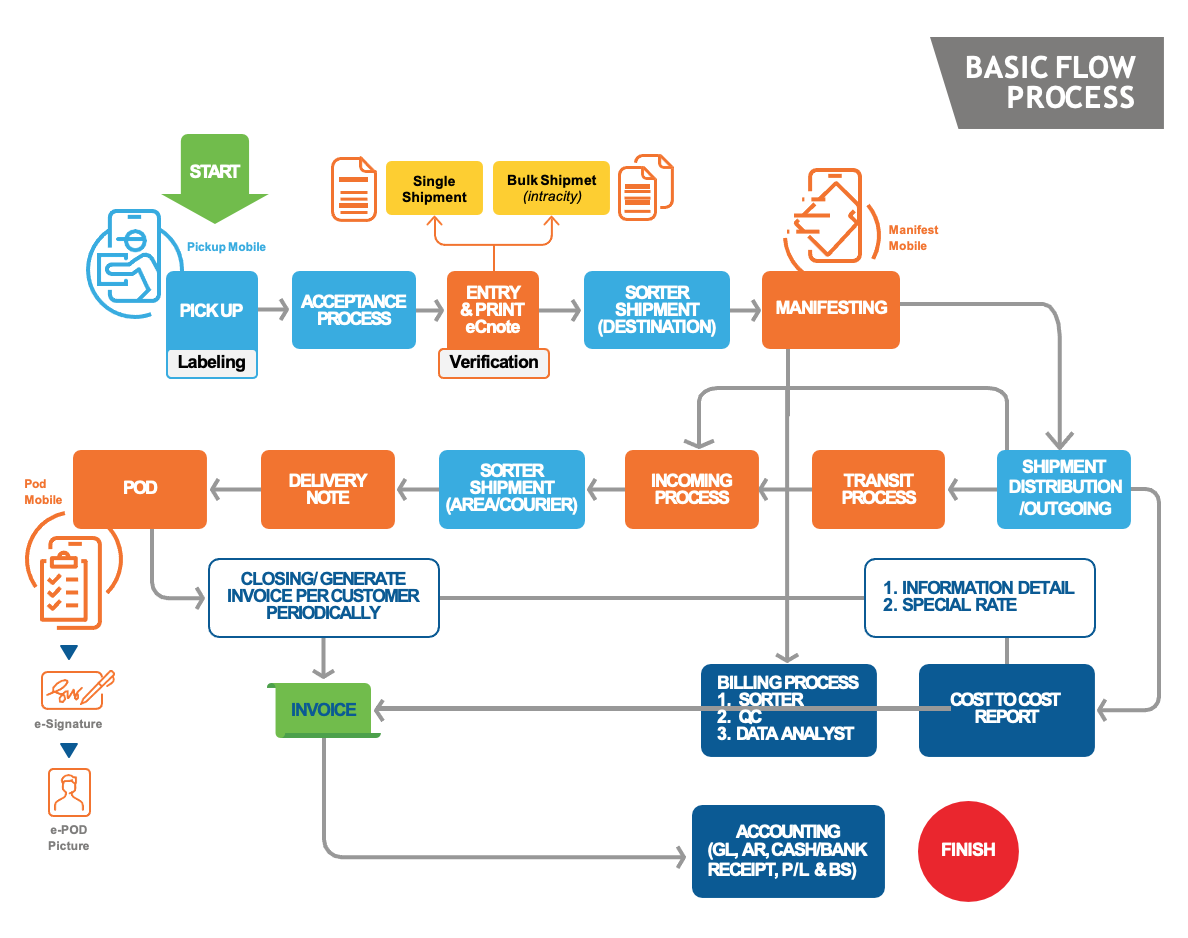 BASIC FLOW
PROCESS
START
Pickup Mobile
Single
Shipment
Bulk Shipmet
(intracity)
Manifest
Mobile
PICK UP
Labeling
ACCEPTANCE
PROCESS
ENTRY
& PRINT
eCnote
Verification
SORTER
SHIPMENT
(DESTINATION)
MANIFESTING
Pod
Mobile
POD
DELIVERY
NOTE
SORTER
SHIPMENT
(AREA/COURIER)
INCOMING
PROCESS
TRANSIT
PROCESS
SHIPMENT
DISTRIBUTION
/OUTGOING
CLOSING/ GENERATE
INVOICE PER CUSTOMER
PERIODICALLY
1. INFORMATION DETAIL
2. SPECIAL RATE
e-Signature
e-POD
Picture
INVOICE
BILLING PROCESS
1. SORTER
2. QC
3. DATA ANALYST
COST TO COST
REPORT
ACCOUNTING
(GL, AR, CASH/BANK
RECEIPT, P/L & BS)
FINISH